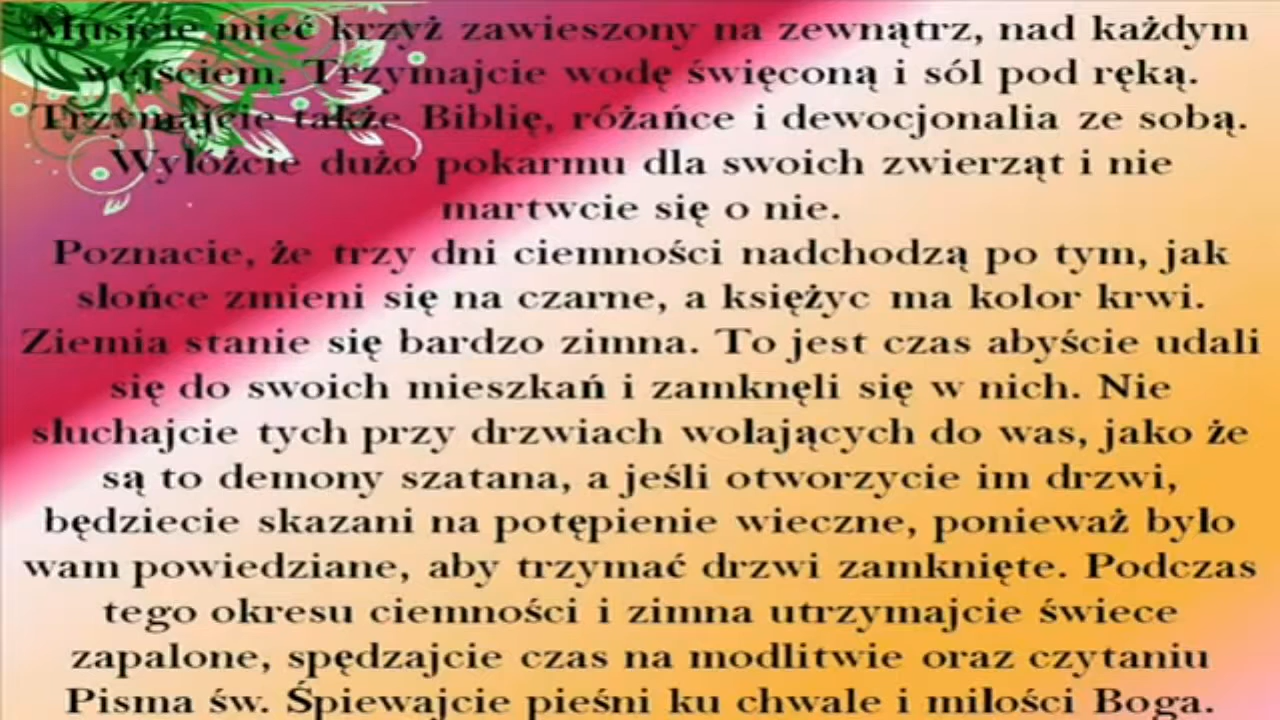 Musicie mieć krzyż zawieszony na zewnątrz, nad każdym
wejściem. Trzymajcie wodę święconą i sól pod ręką.
Trzymajcie także Biblię, różańce i dewocjonalia ze sobą.
Wyłóżcie dużo pokarmu dla swoich zwierząt i nie
martwcie się o nie.
Poznacie, że trzy dni ciemności nadchodzą po tym, jak
słońce zmieni się na czarne, a księżyc ma kolor krwi.
Ziemia stanie się bardzo zimna. To jest czas abyście udali
się do swoich mieszkań i zamknęli się w nich. Nie
słuchajcie tych przy drzwiach wołających do was, jako że
są to demony szatana, a jeśli otworzycie im drzwi,
będziecie skazani na potępienie wieczne, ponieważ było
wam powiedziane, aby trzymać drzwi zamknięte. Podczas
tego okresu ciemności i zimna utrzymajcie świece
zapalone, spędzajcie czas na modlitwie oraz czytaniu
Pisma św. Śpiewajcie pieśni ku chwale i miłości Boga.